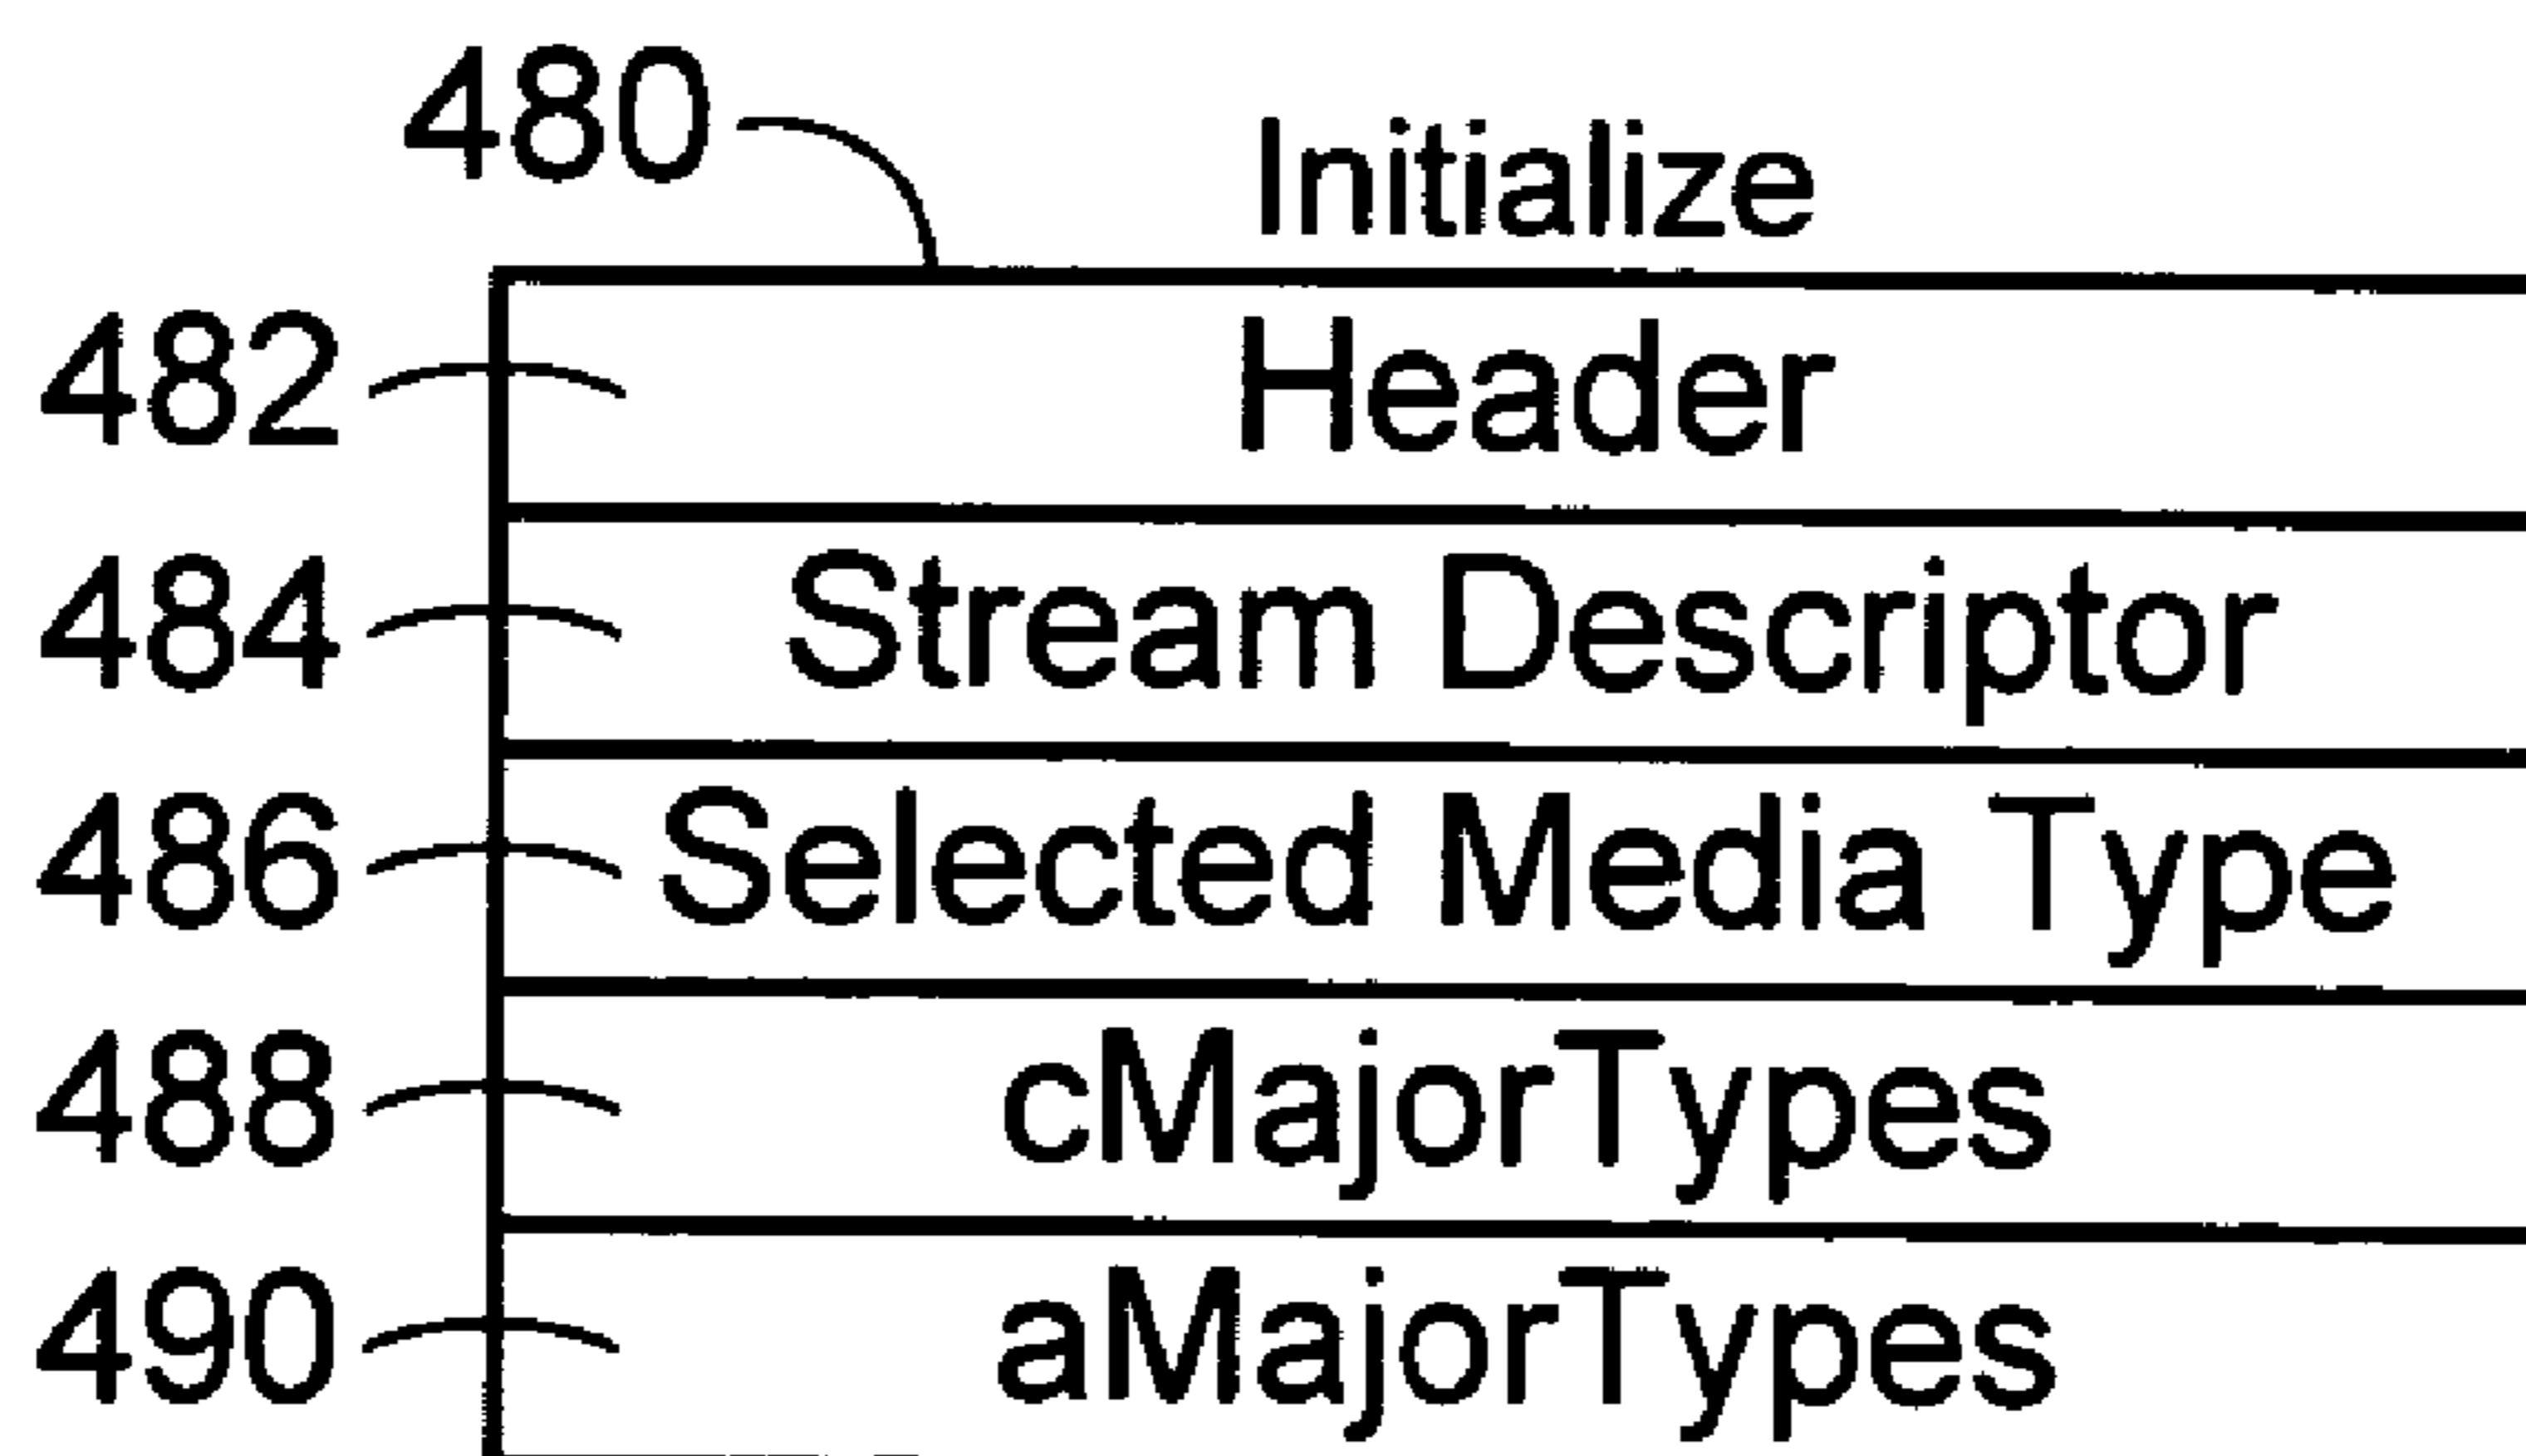 480 Initialize
482 Header
484 Stream Descriptor
486 Selected Media Type
488 cMajorTypes
490 aMajorTypes